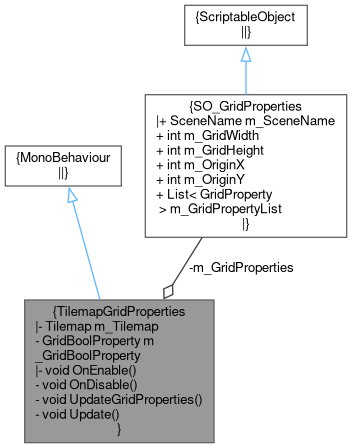 {ScriptableObject
||}
{SO_GridProperties
|+ SceneName m_SceneName
+ int m_GridWidth
+ int m_GridHeight
+ int m_OriginX
+ int m_OriginY
+ List< GridProperty
> m_GridPropertyList
|}
{MonoBehaviour
||}
-m_GridProperties
{TilemapGridProperties
|- Tilemap m_Tilemap
- GridBoolProperty m
_GridBoolProperty
|- void OnEnable()
- void OnDisable()
- void UpdateGridProperties()
- void Update()
}